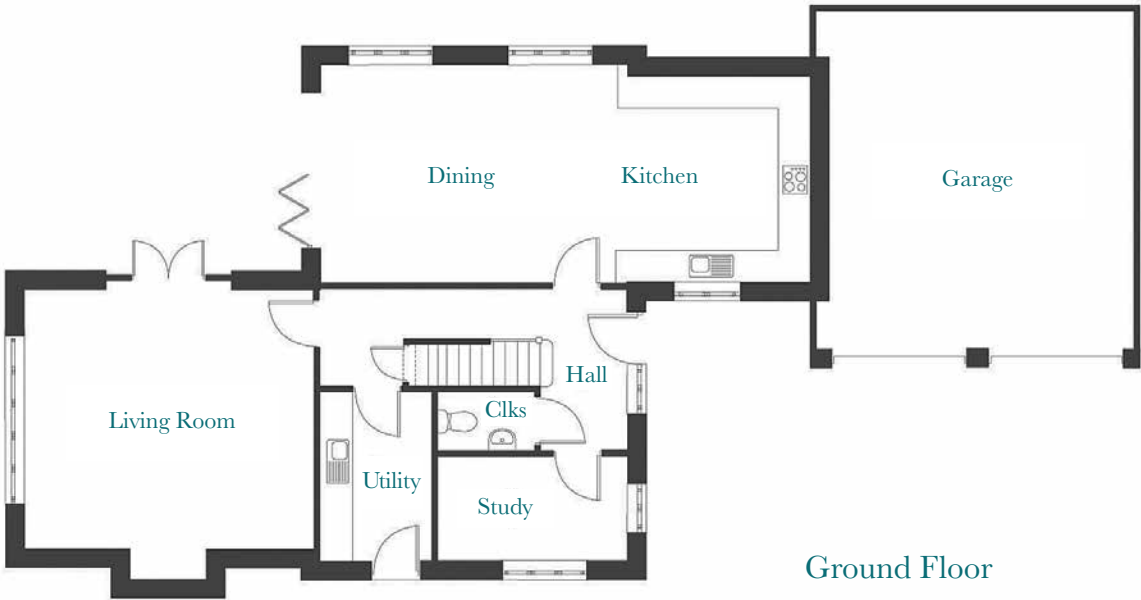 Dining
Kitchen
Garage
Hall
Clks
Living Room
Utility
Study
Ground Floor